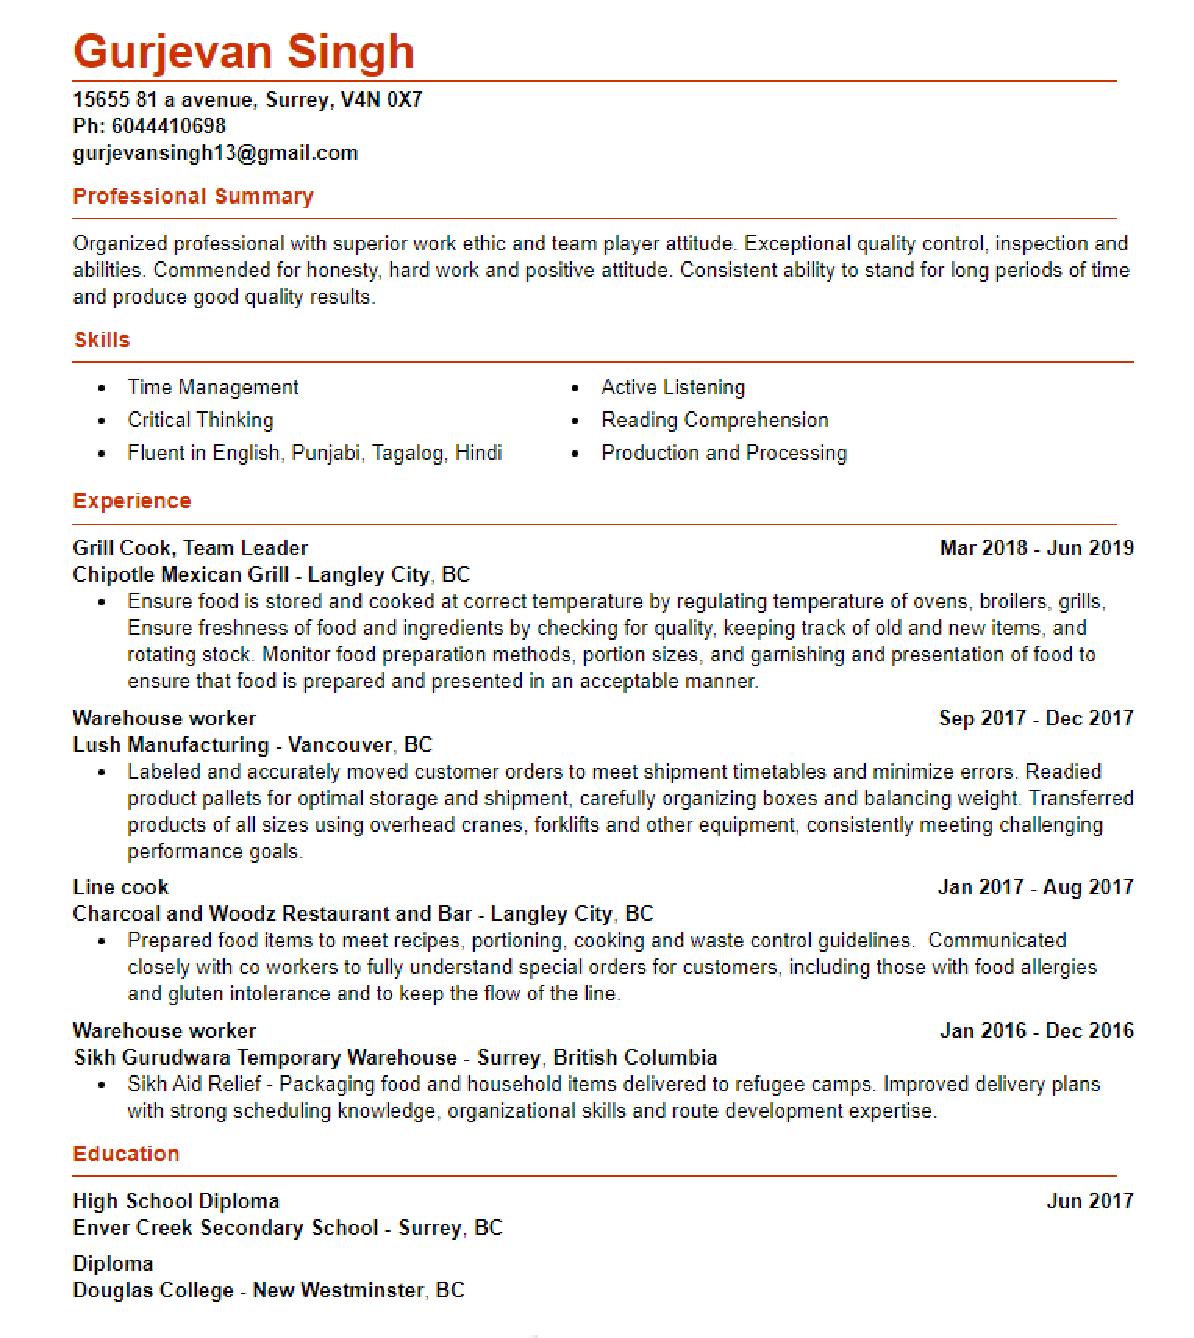 Gurjevan Singh
15655 81 a avenue, Surrey, V4N 0X7
Ph: 6044410698
gurjevansingh13@gmail.com
Professional Summary
Organized professional with superior work ethic and team player attitude. Exceptional quality control, inspection and
abilities. Commended for honesty, hard work and positive attitude. Consistent ability to stand for long periods of time
and produce good quality results.
Skills
• Time Management
• Critical Thinking
• Fluent in English, Punjabi, Tagalog, Hindi
• Active Listening
• Reading Comprehension
• Production and Processing
Experience
Grill Cook, Team Leader Mar 2018 - Jun 2019
Chipotle Mexican Grill - Langley City, BC
• Ensure food is stored and cooked at correct temperature by regulating temperature of ovens, broilers, grills,
Ensure freshness of food and ingredients by checking for quality, keeping track of old and new items, and
rotating stock. Monitor food preparation methods, portion sizes, and garnishing and presentation of food to
ensure that food is prepared and presented in an acceptable manner.
Warehouse worker Sep 2017 - Dec 2017
Lush Manufacturing - Vancouver, BC
• Labeled and accurately moved customer orders to meet shipment timetables and minimize errors. Readied
product pallets for optimal storage and shipment, carefully organizing boxes and balancing weight. Transferred
products of all sizes using overhead cranes, forklifts and other equipment, consistently meeting challenging
performance goals.
Line cook Jan 2017 - Aug 2017
Charcoal and Woodz Restaurant and Bar - Langley City, BC
• Prepared food items to meet recipes, portioning, cooking and waste control guidelines.  Communicated
closely with co workers to fully understand special orders for customers, including those with food allergies
and gluten intolerance and to keep the flow of the line.
Warehouse worker Jan 2016 - Dec 2016
Sikh Gurudwara Temporary Warehouse - Surrey, British Columbia
• Sikh Aid Relief - Packaging food and household items delivered to refugee camps. Improved delivery plans
with strong scheduling knowledge, organizational skills and route development expertise.
Education
High School Diploma Jun 2017
Enver Creek Secondary School - Surrey, BC
Diploma
Douglas College - New Westminster, BC